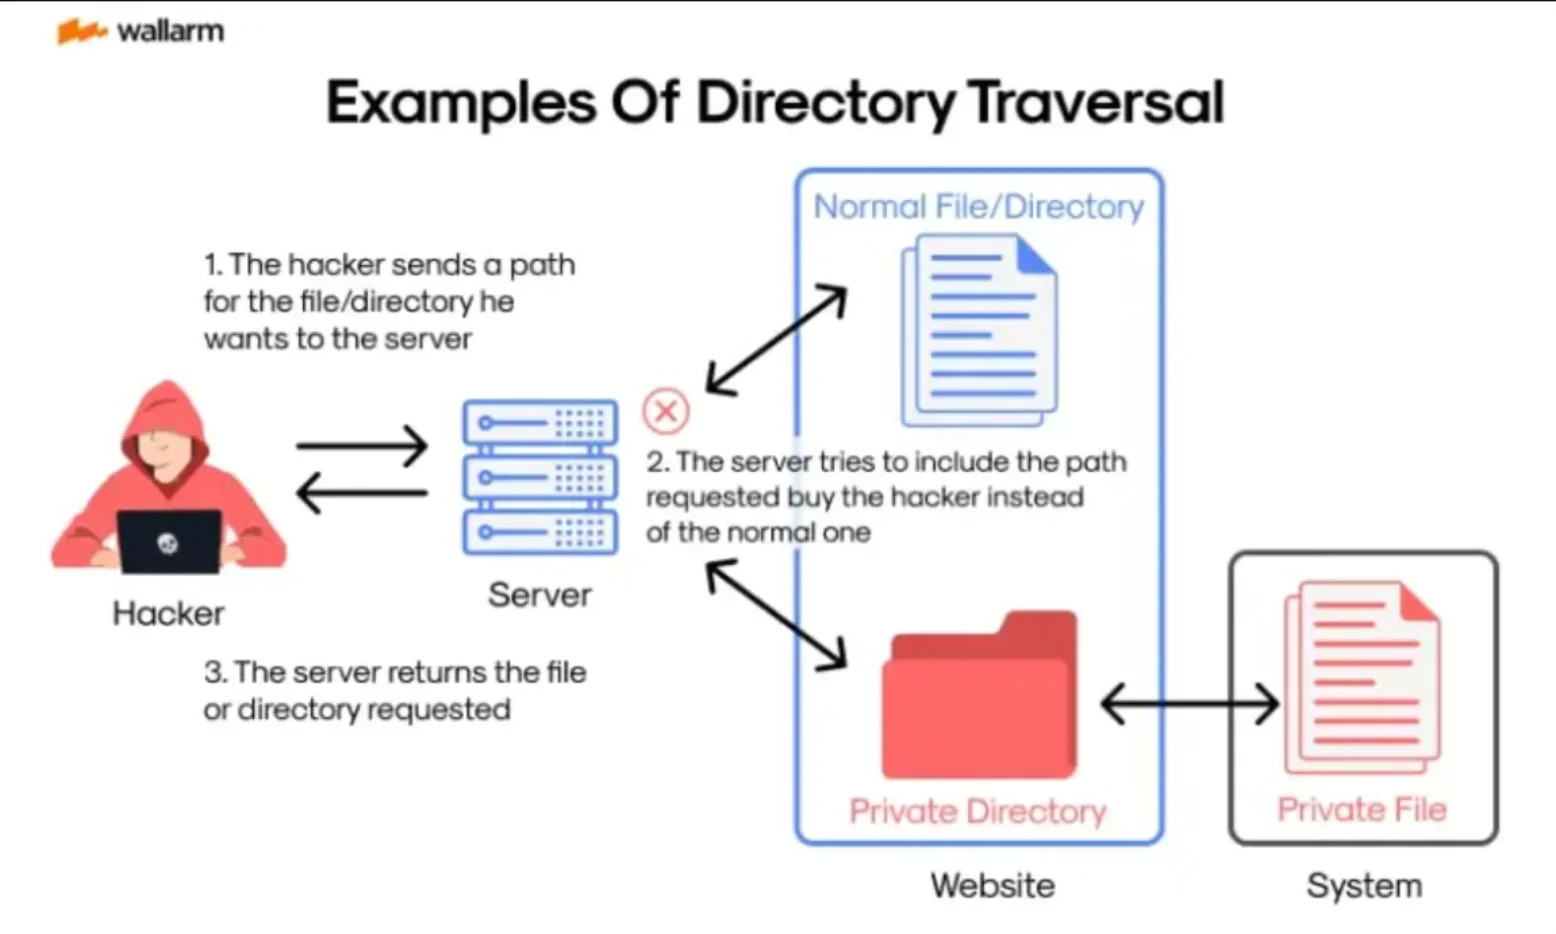 wallarm
Examples Of Directory Traversal
1. The hacker sends a path
for the file/directory he
wants to the server
Hacker
Server
3. The server returns the file
or directory requested
Normal File/Directory
2. The server tries to include the path
requested buy the hacker instead
of the normal one
Private Directory
Website
Private File
System